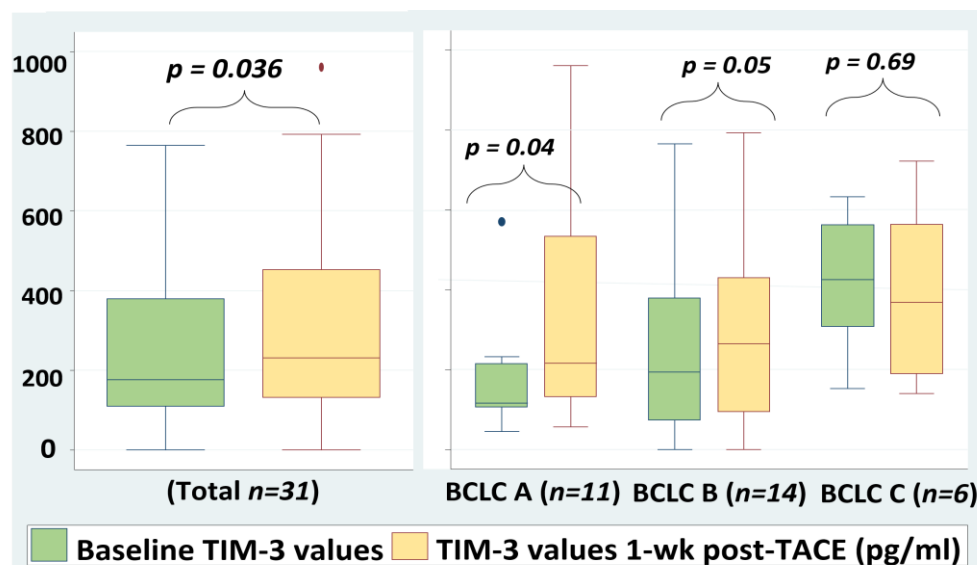 1000
800
600
400
200
0
p = 0.036
p = 0.04
p = 0.05
p = 0.69
(Total n=31)
BCLC A (n=11)
BCLC B (n=14)
BCLC C (n=6)
Baseline TIM-3 values
TIM-3 values 1-wk post-TACE (pg/ml)